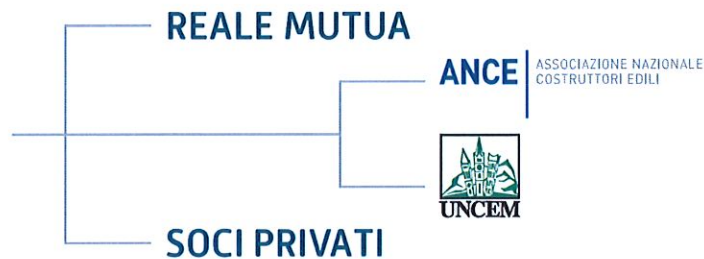 REALE MUTUA
ANCE
ASSOCIAZIONE NAZIONALE
COSTRUTTORI EDILI
UNCEM
SOCI PRIVATI